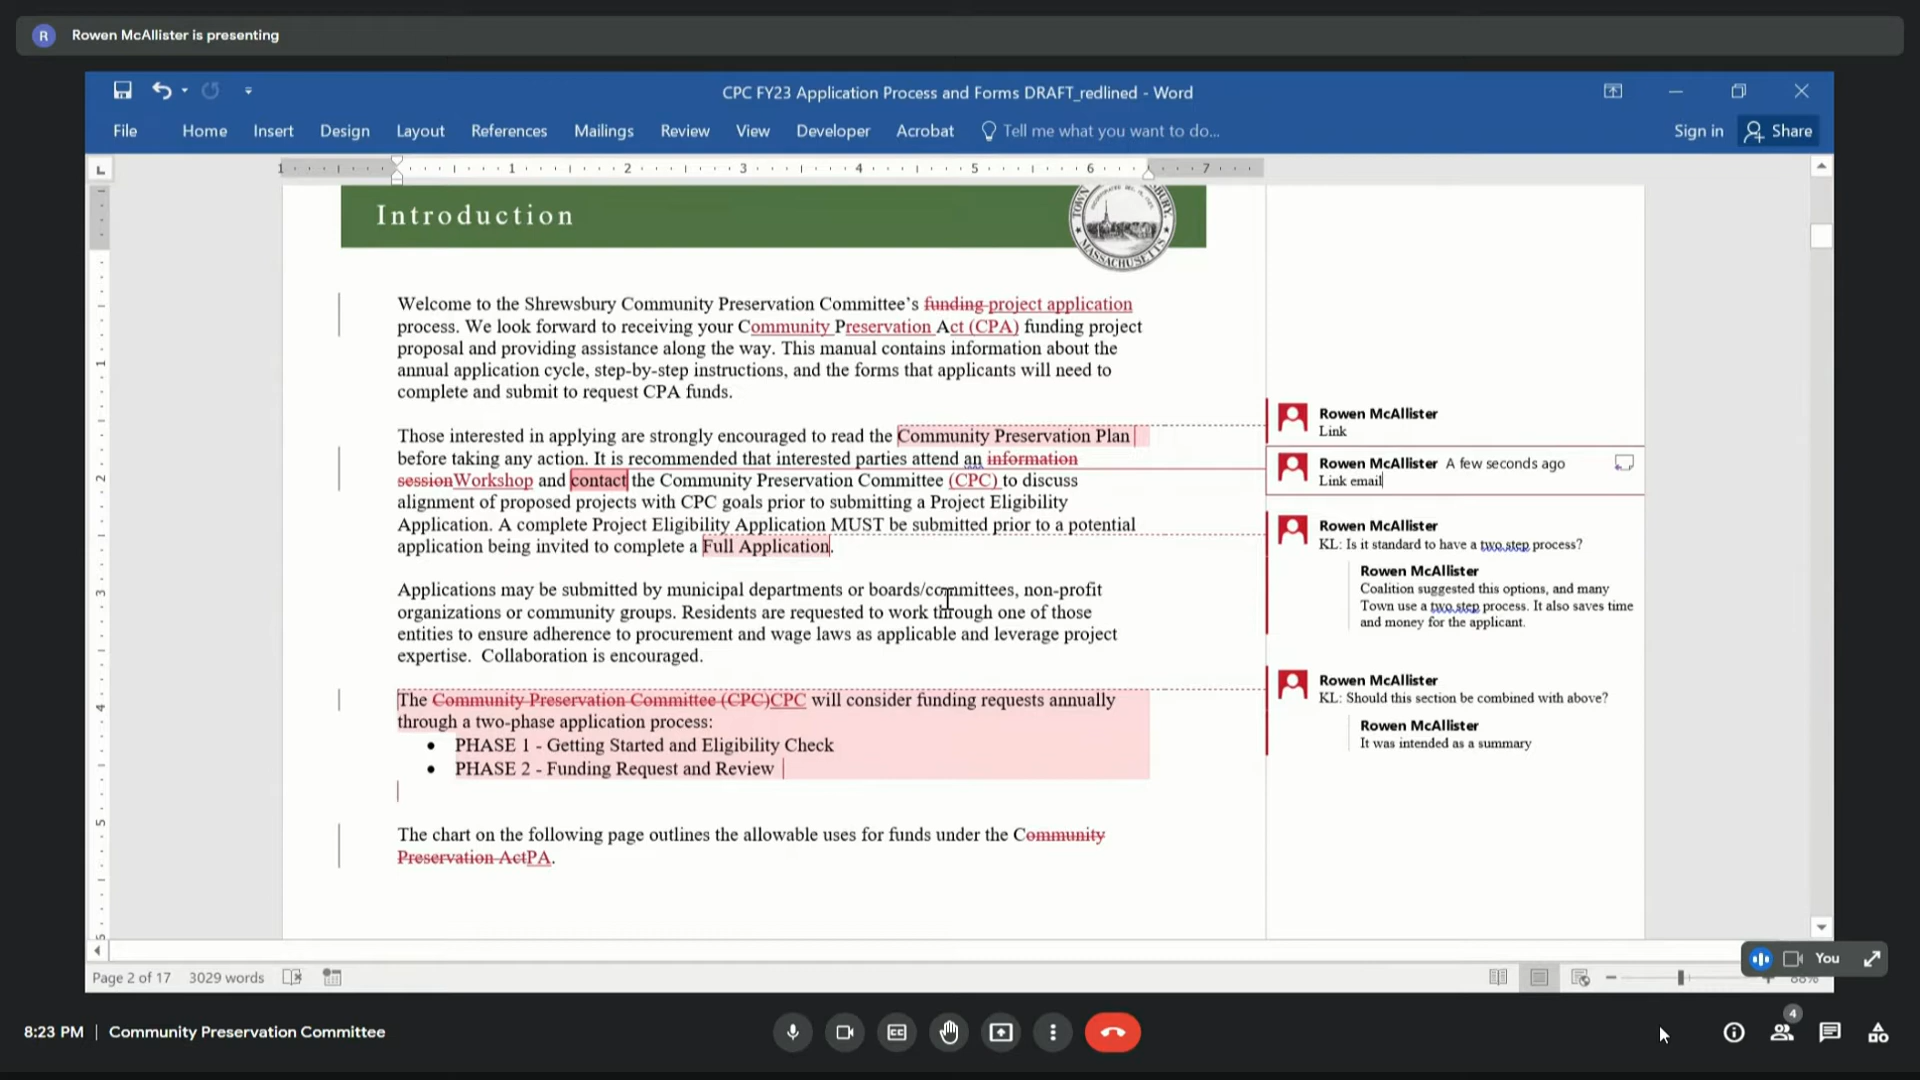 R Rowen McAllister is presenting
CPC FY23 Application Process and Forms DRAFT_redlined - Word
File Home Insert Design Layout References Mailings Review View Developer Acrobat Tell me what you want to do... Sign in Share
L 1 1 2 3 4 5 6 7
Introduction
MASSACHUSETTS
Welcome to the Shrewsbury Community Preservation Committee's funding project application
process. We look forward to receiving your Community Preservation Act (CPA) funding project
proposal and providing assistance along the way. This manual contains information about the
annual application cycle, step-by-step instructions, and the forms that applicants will need to
complete and submit to request CPA funds.
Those interested in applying are strongly encouraged to read the Community Preservation Plan
before taking any action. It is recommended that interested parties attend an information
sessionWorkshop and contact the Community Preservation Committee (CPC) to discuss
alignment of proposed projects with CPC goals prior to submitting a Project Eligibility
Application. A complete Project Eligibility Application MUST be submitted prior to a potential
application being invited to complete a Full Application.
Applications may be submitted by municipal departments or boards/committees, non-profit
organizations or community groups. Residents are requested to work through one of those
entities to ensure adherence to procurement and wage laws as applicable and leverage project
expertise.  Collaboration is encouraged.
The Community Preservation Committee (CPC)CPC will consider funding requests annually
through a two-phase application process:
• PHASE 1 - Getting Started and Eligibility Check
• PHASE 2 - Funding Request and Review
The chart on the following page outlines the allowable uses for funds under the Community
Preservation ActPA.
Rowen McAllister
Link
Rowen McAllister A few seconds ago
Link email
Rowen McAllister
KL: Is it standard to have a two step process?
Rowen McAllister
Coalition suggested this options, and many
Town use a two step process. It also saves time
and money for the applicant.
Rowen McAllister
KL: Should this section be combined with above?
Rowen McAllister
It was intended as a summary
1
2
3
4
5
You
Page 2 of 17 3029 words
8:23 PM | Community Preservation Committee
CC
4